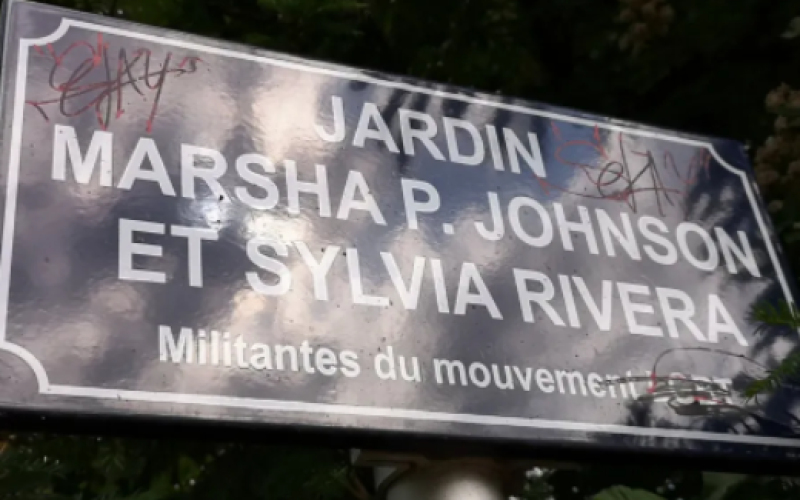 JARDIN
MARSHA P. JOHNSON
ET SYLVIA RIVERA
Militantes du mouvement